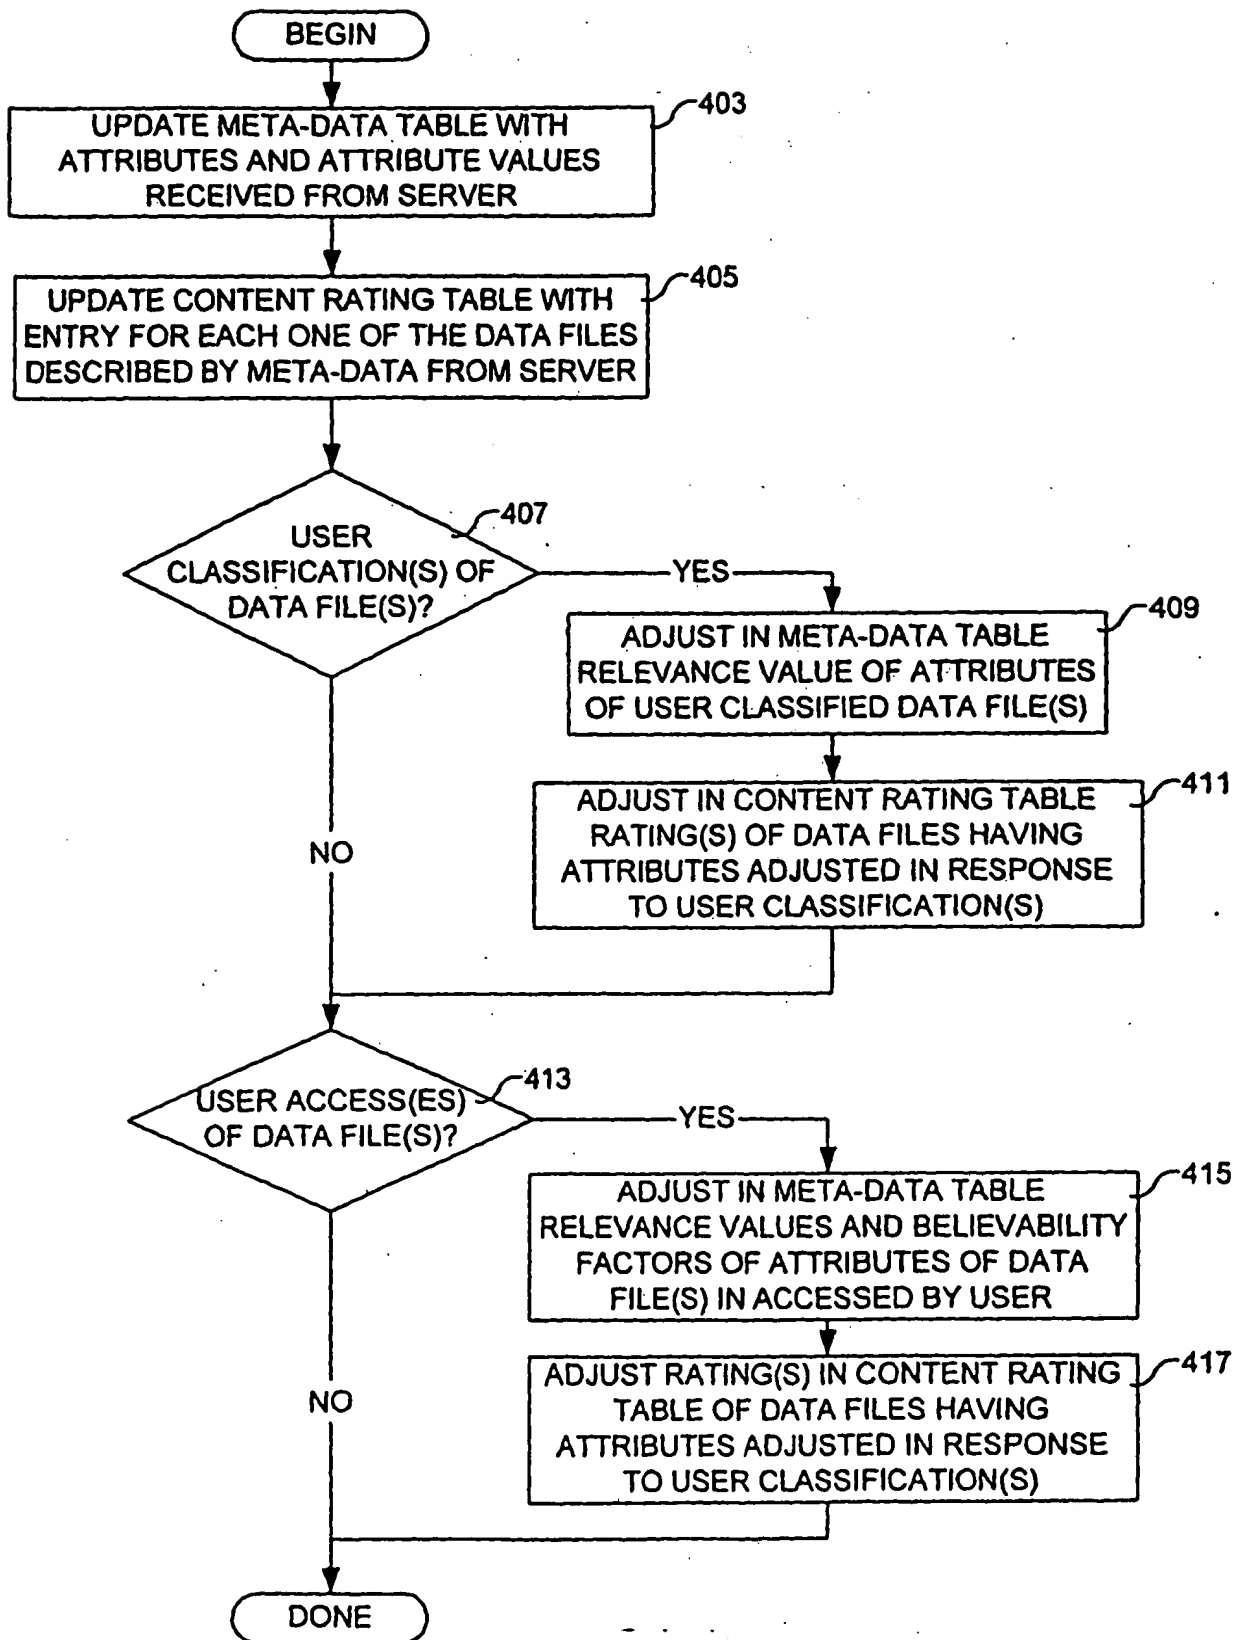 BEGIN
403
UPDATE META-DATA TABLE WITH
ATTRIBUTES AND ATTRIBUTE VALUES
RECEIVED FROM SERVER
405
UPDATE CONTENT RATING TABLE WITH
ENTRY FOR EACH ONE OF THE DATA FILES
DESCRIBED BY META-DATA FROM SERVER
407
USER
CLASSIFICATION(S) OF
DATA FILE(S)?
YES
409
ADJUST IN META-DATA TABLE
RELEVANCE VALUE OF ATTRIBUTES
OF USER CLASSIFIED DATA FILE(S)
411
ADJUST IN CONTENT RATING TABLE
RATING(S) OF DATA FILES HAVING
ATTRIBUTES ADJUSTED IN RESPONSE
TO USER CLASSIFICATION(S)
NO
413
USER ACCESS(ES)
OF DATA FILE(S)?
YES
415
ADJUST IN META-DATA TABLE
RELEVANCE VALUES AND BELIEVABILITY
FACTORS OF ATTRIBUTES OF DATA
FILE(S) IN ACCESSED BY USER
417
ADJUST RATING(S) IN CONTENT RATING
TABLE OF DATA FILES HAVING
ATTRIBUTES ADJUSTED IN RESPONSE
TO USER CLASSIFICATION(S)
NO
DONE